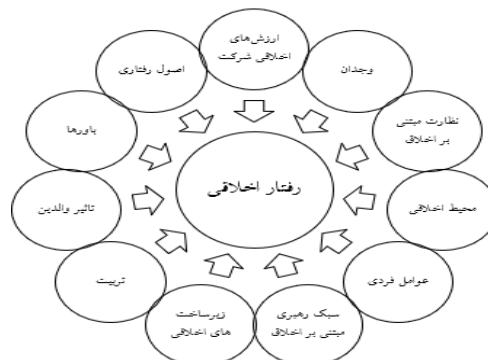 ارزش‌های
اخلاقی شرکت
وجدان
نظارت مبتنی
بر اخلاق
محیط اخلاقی
عوامل فردی
سبک رهبری
مبتنی بر اخلاق
زیرساخت
های اخلاقی
تربیت
تاثیر والدین
باورها
اصول رفتاری
رفتار اخلاقی